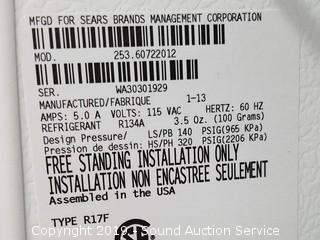 MFGD FOR SEARS BRANDS MANAGEMENT CORPORATION
MOD. 253.60722012
SER. WA30301929
MANUFACTURED/FABRIQUE 1-13
AMPS: 5.0 A VOLTS: 115 VAC HERTZ: 60 HZ
REFRIGERANT R134A 3.5 Oz. (100 Grams)
Design Pressure/ LS/PB 140 PSIG(965 KPa)
Pression de dessin: HS/PH 320 PSIG(2206 KPa)
FREE STANDING INSTALLATION ONLY
INSTALLATION NON ENCASTREE SEULEMENT
Assembled in the USA
TYPE R17F
Copyright 2019 - Sound Auction Service